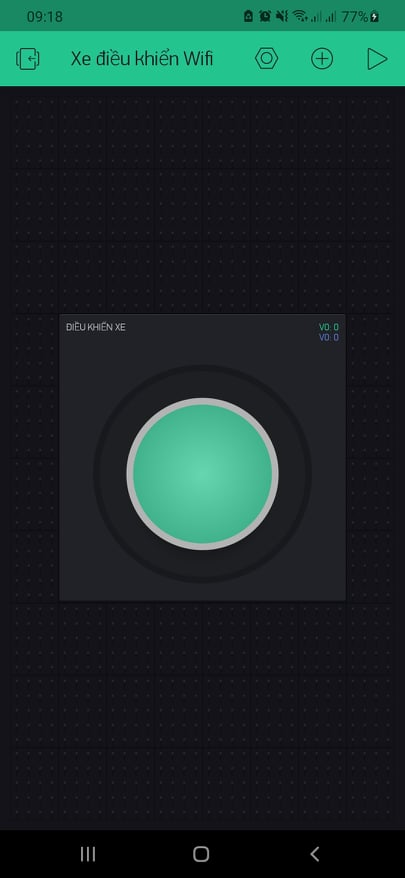 09:18
77%
Xe điều khiển Wifi
ĐIỀU KHIỂN XE
V0: 0
V0: 0